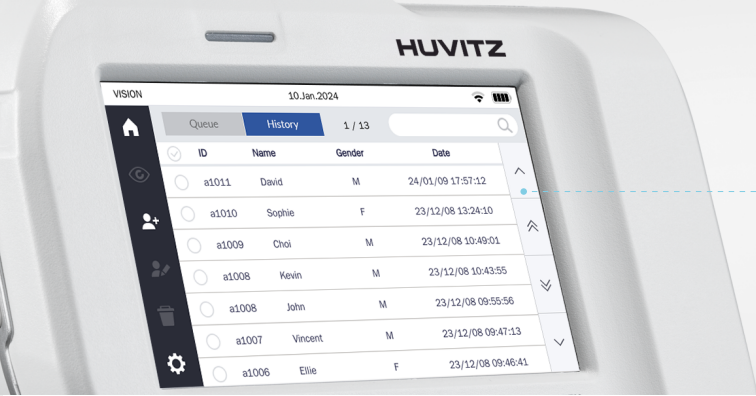 HUVITZ
VISION 10.Jan.2024
Queue History 1 / 13
ID Name Gender Date
a1011 David M 24/01/09 17:57:12
a1010 Sophie F 23/12/08 13:24:10
a1009 Choi M 23/12/08 10:49:01
a1008 Kevin M 23/12/08 10:43:55
a1008 John M 23/12/08 09:55:56
a1007 Vincent M 23/12/08 09:47:13
a1006 Ellie F 23/12/08 09:46:41